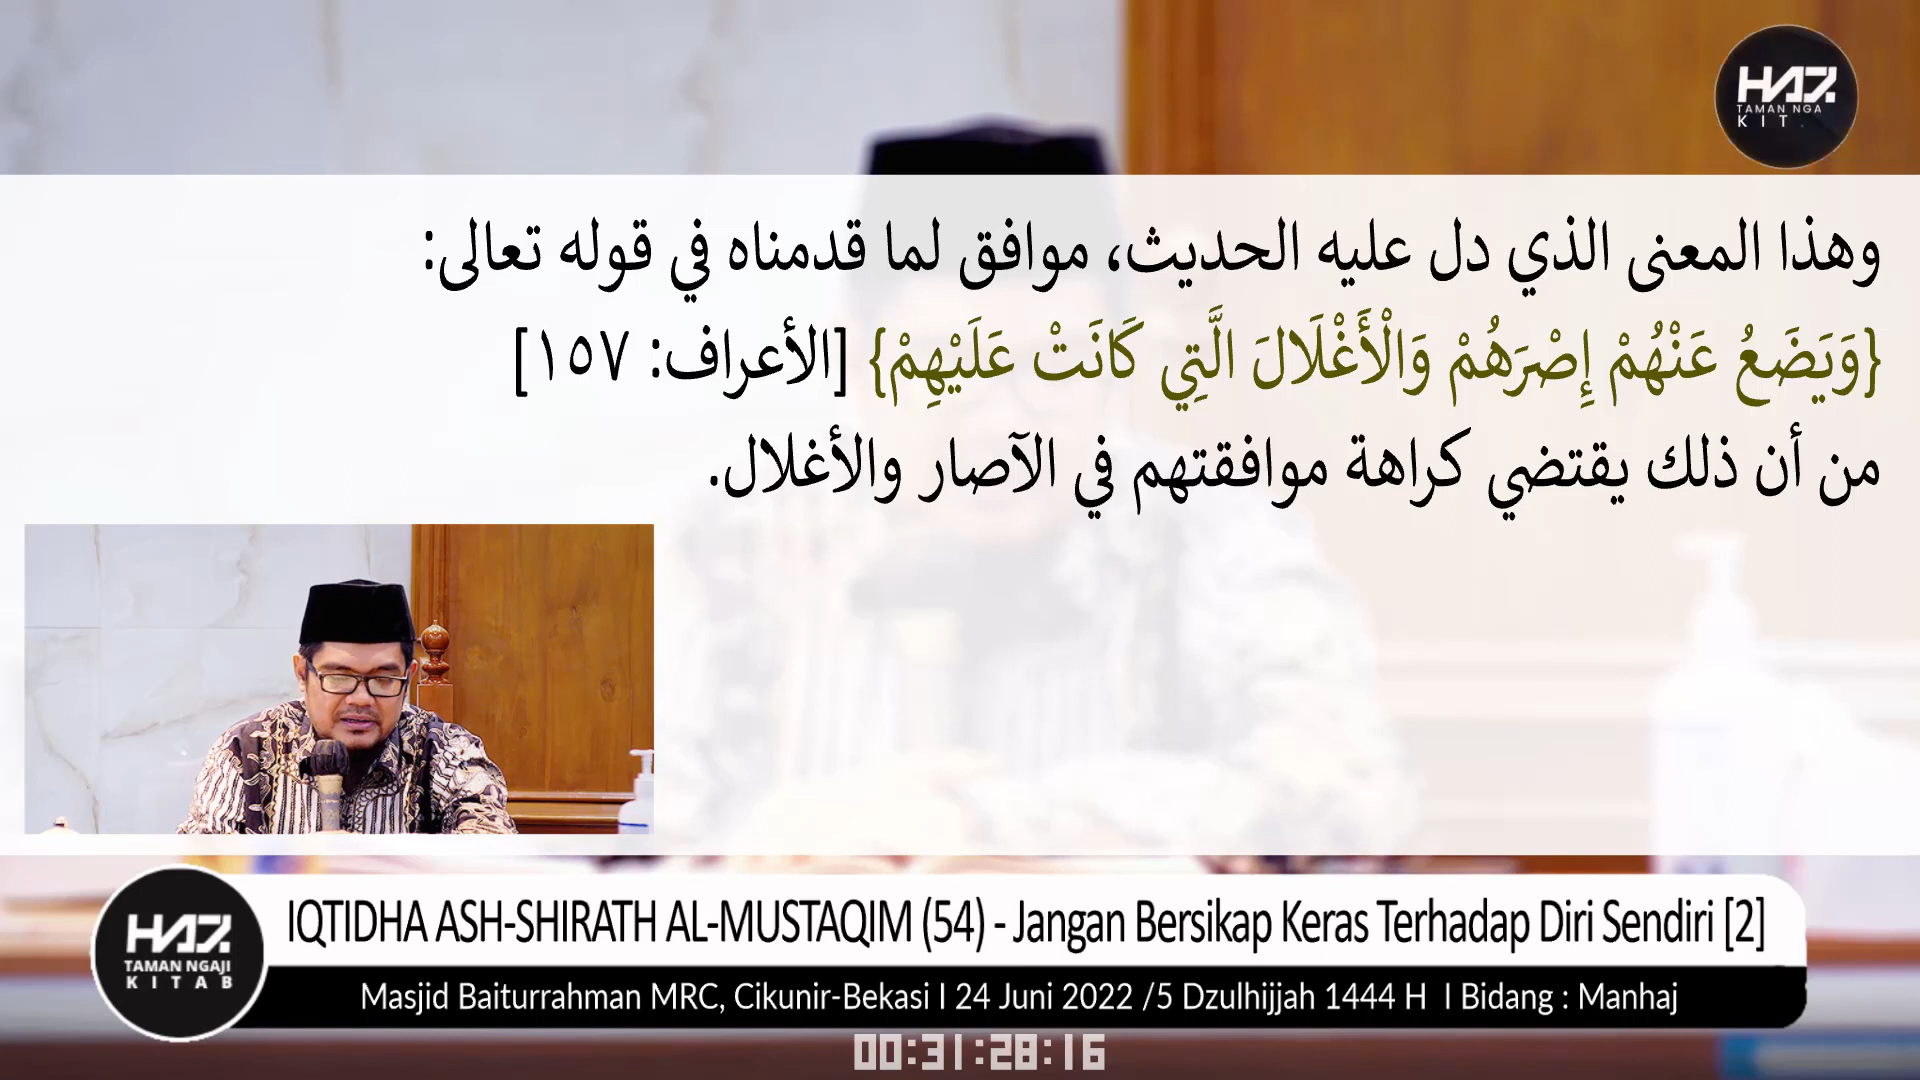 HAZ
TAMAN NGA
KIT
وهذا المعنى الذي دل عليه الحديث، موافق لما قدمناه في قوله تعالى:
{وَيَضَعُ عَنْهُمْ إِصْرَهُمْ وَالْأَغْلَالَ الَّتِي كَانَتْ عَلَيْهِمْ} [الأعراف: ١٥٧]
من أن ذلك يقتضي كراهة موافقتهم في الآصار والأغلال.
HAZ
TAMAN NGAJI
KITAB
IQTIDHA ASH-SHIRATH AL-MUSTAQIM (54) - Jangan Bersikap Keras Terhadap Diri Sendiri [2]
Masjid Baiturrahman MRC, Cikunir-Bekasi I 24 Juni 2022 /5 Dzulhijjah 1444 H I Bidang : Manhaj
00:31:28:16